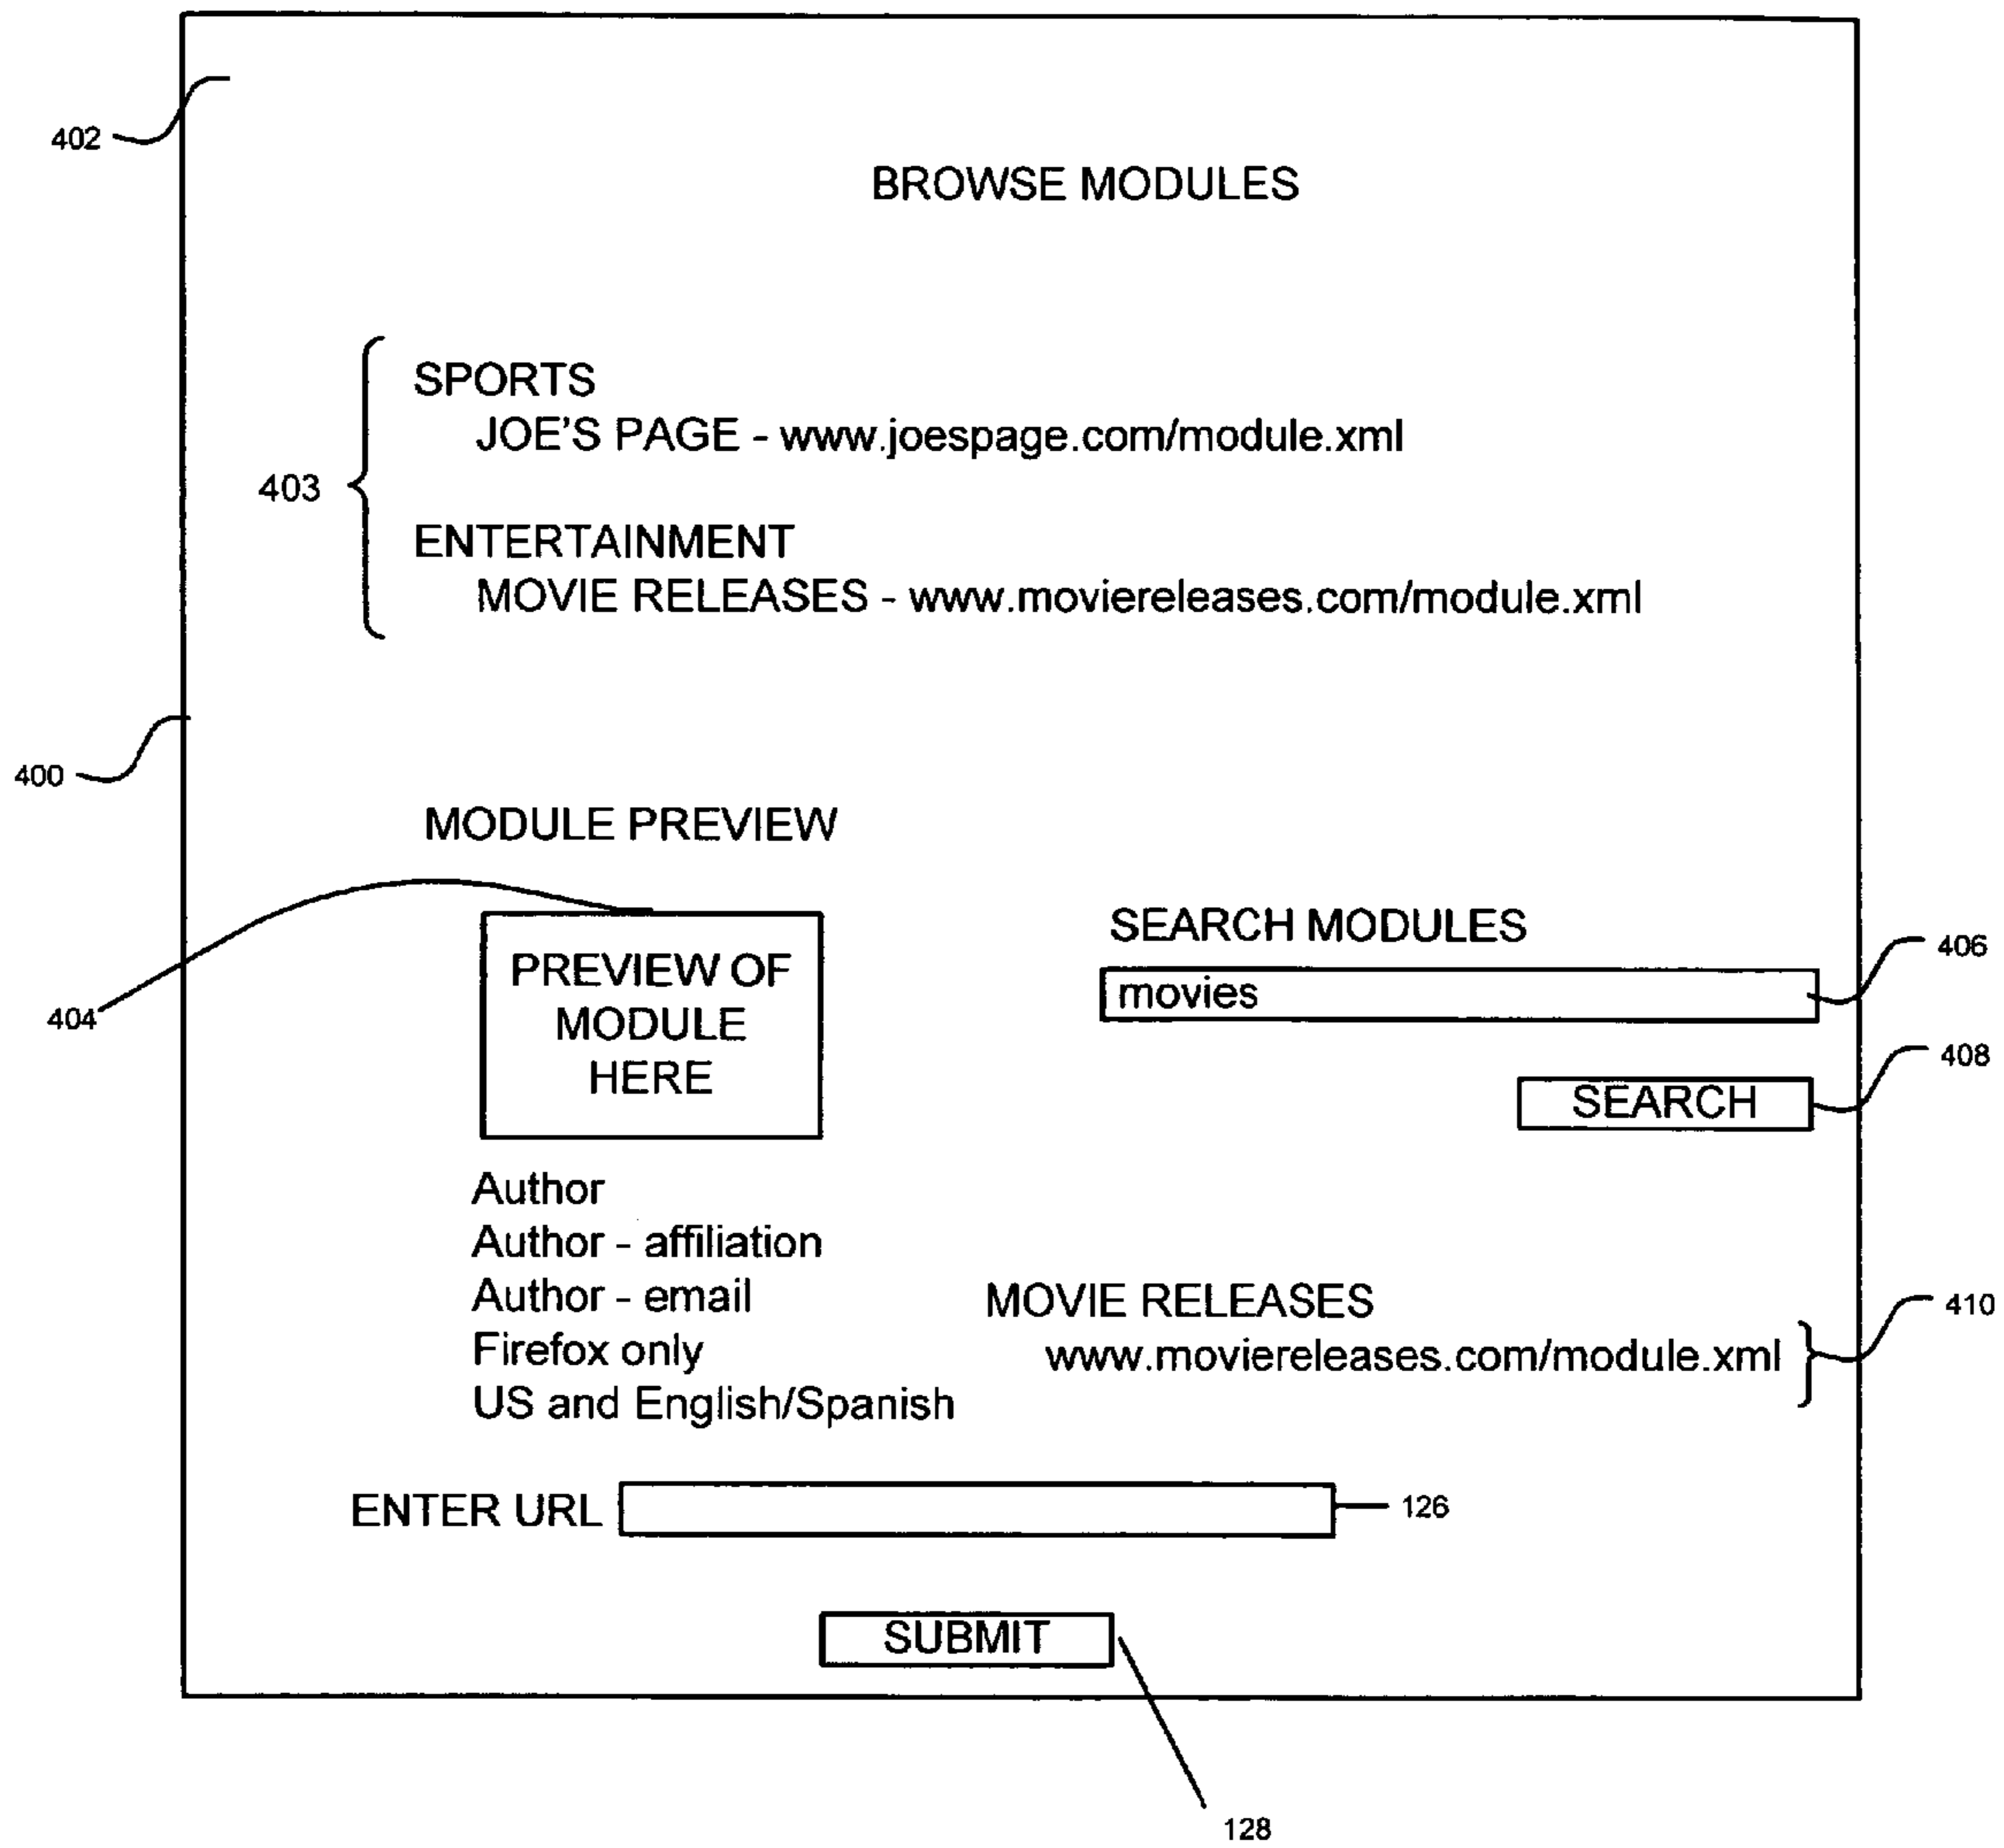 402
BROWSE MODULES
SPORTS
JOE'S PAGE - www.joespage.com/module.xml
403
ENTERTAINMENT
MOVIE RELEASES - www.moviereleases.com/module.xml
400
MODULE PREVIEW
404
PREVIEW OF
MODULE
HERE
SEARCH MODULES
movies
406
SEARCH
408
Author
Author - affiliation
Author - email
Firefox only
US and English/Spanish
MOVIE RELEASES
www.moviereleases.com/module.xml
410
ENTER URL
126
SUBMIT
128